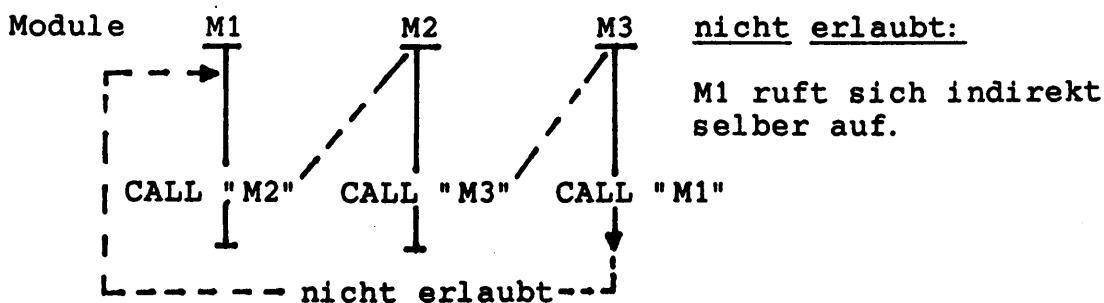 Module M1 M2 M3 nicht erlaubt:
M1 ruft sich indirekt
selber auf.
CALL "M2" CALL "M3" CALL "M1"
nicht erlaubt